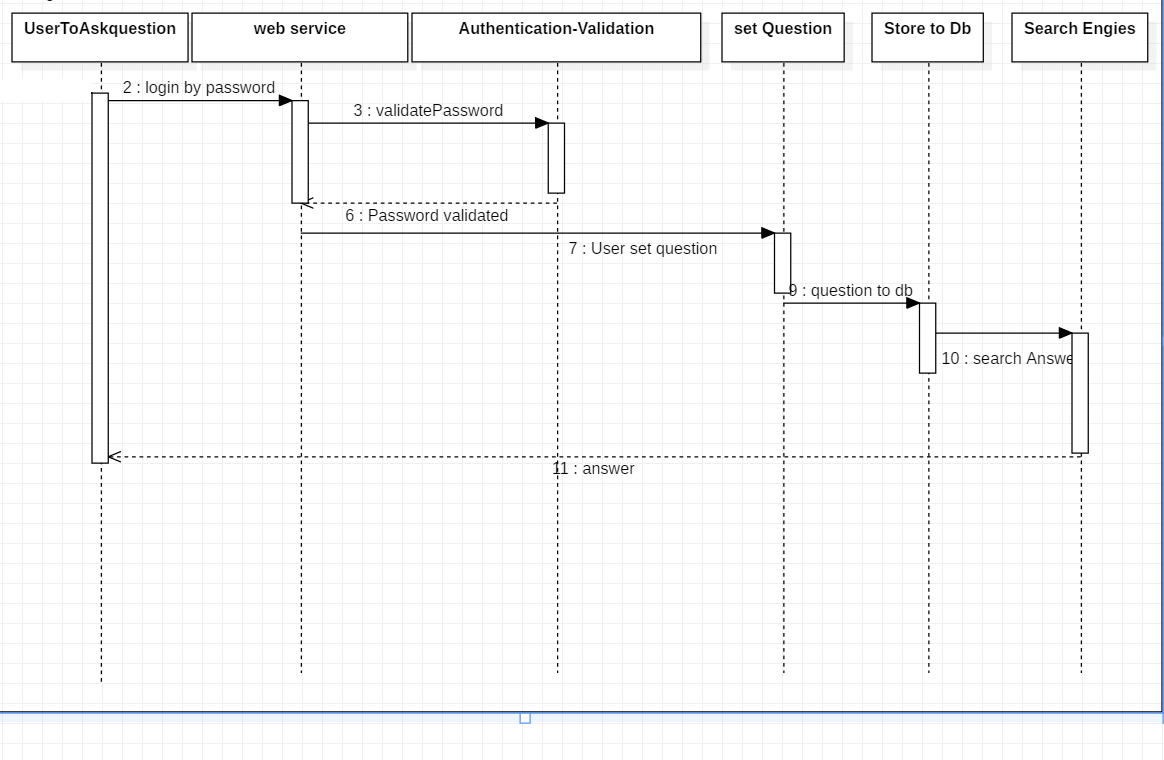 UserToAskquestion
web service
Authentication-Validation
set Question
Store to Db
Search Engies
2 : login by password
3 : validatePassword
6 : Password validated
7 : User set question
9 : question to db
10 : search Answe
11 : answer